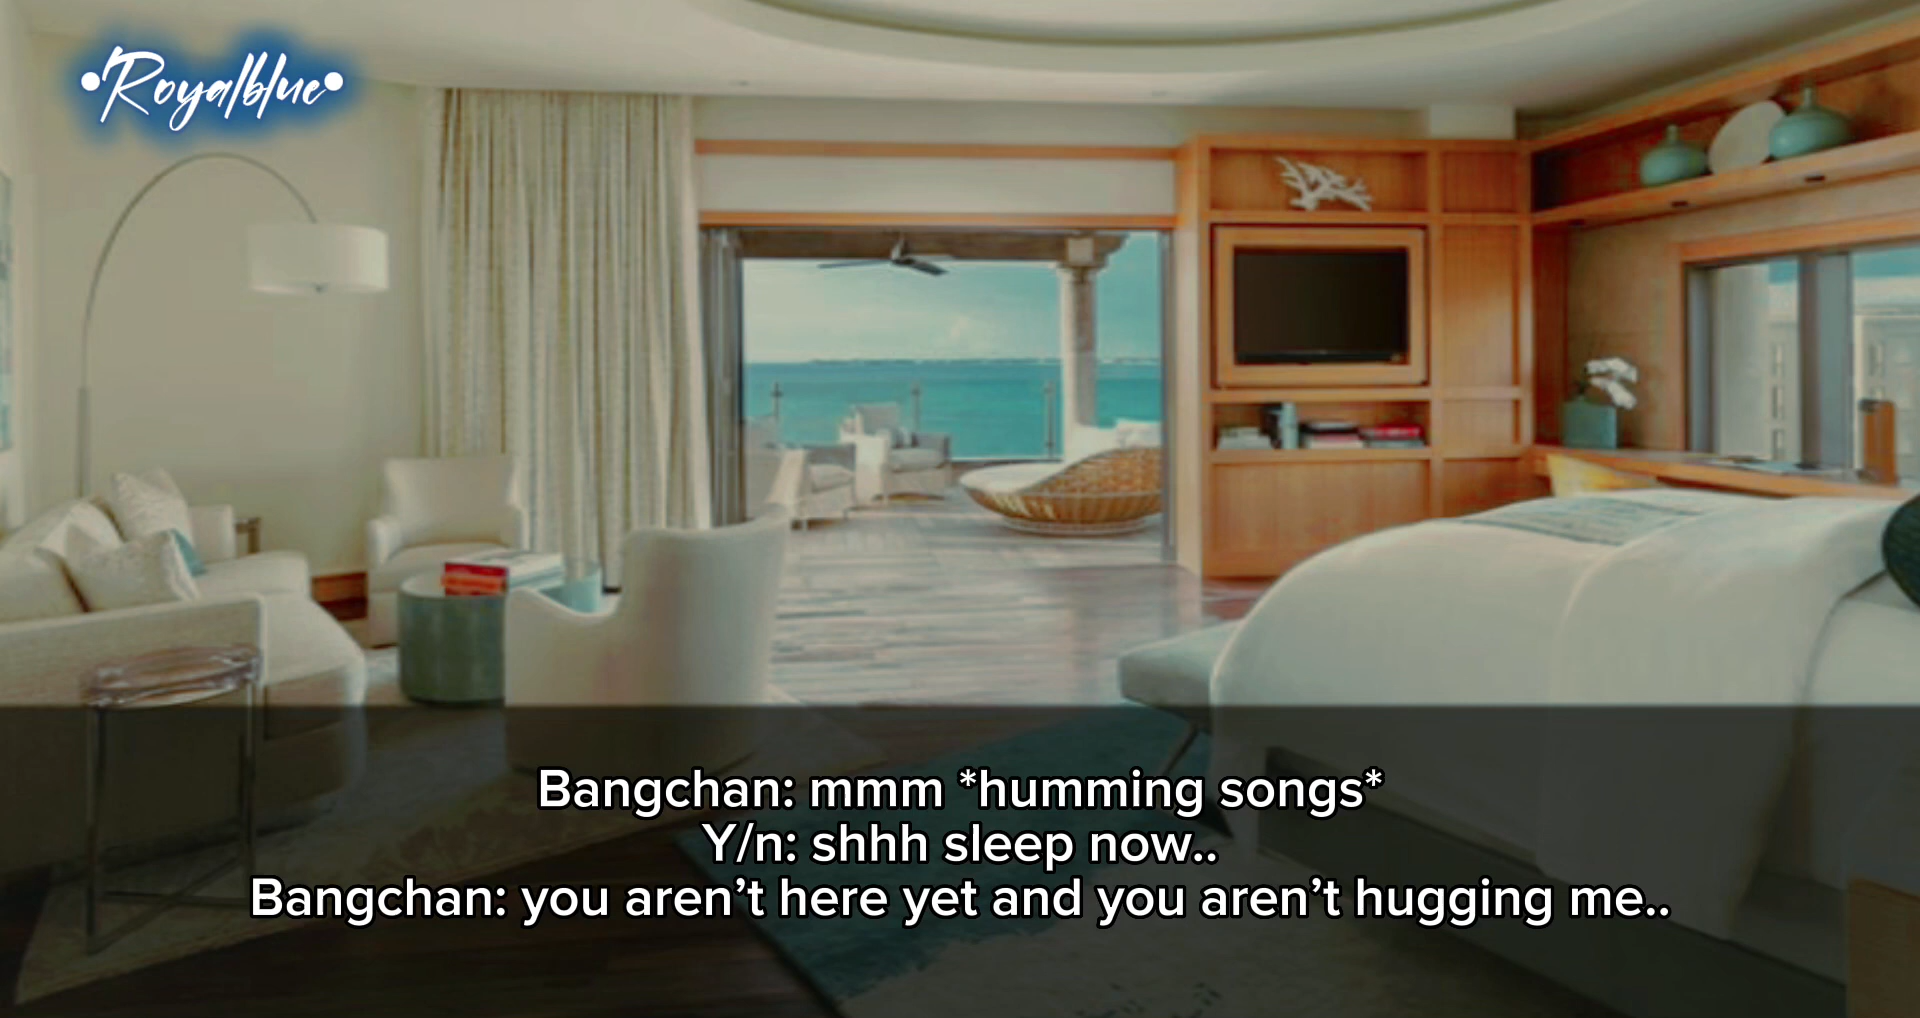 •Royalblue•
Bangchan: mmm *humming songs*
Y/n: shhh sleep now..
Bangchan: you aren’t here yet and you aren’t hugging me..